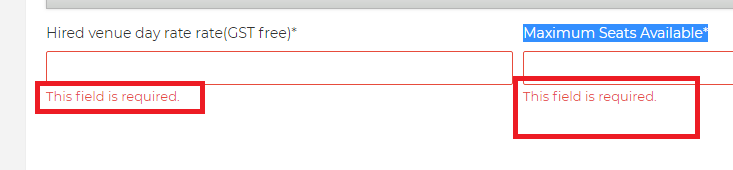 Hired venue day rate rate(GST free)*
Maximum Seats Available*
This field is required.
This field is required.